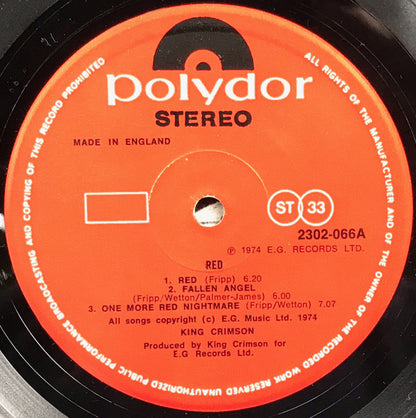 polydor
STEREO
MADE IN ENGLAND
ST 33
2302-066A
℗ 1974 E.G. RECORDS LTD.
RED
1. RED (Fripp) 6.20
2. FALLEN ANGEL
(Fripp/Wetton/Palmer-James) 6.00
3. ONE MORE RED NIGHTMARE (Fripp/Wetton) 7.07
All songs copyright (c) E.G. Music Ltd. 1974
KING CRIMSON
Produced by King Crimson for
E.G Records Ltd.
ALL RIGHTS OF THE MANUFACTURER AND OF THE OWNER OF THE RECORDED WORK RESERVED UNAUTHORIZED PUBLIC PERFORMANCE BROADCASTING AND COPYING OF THIS RECORD PROHIBITED